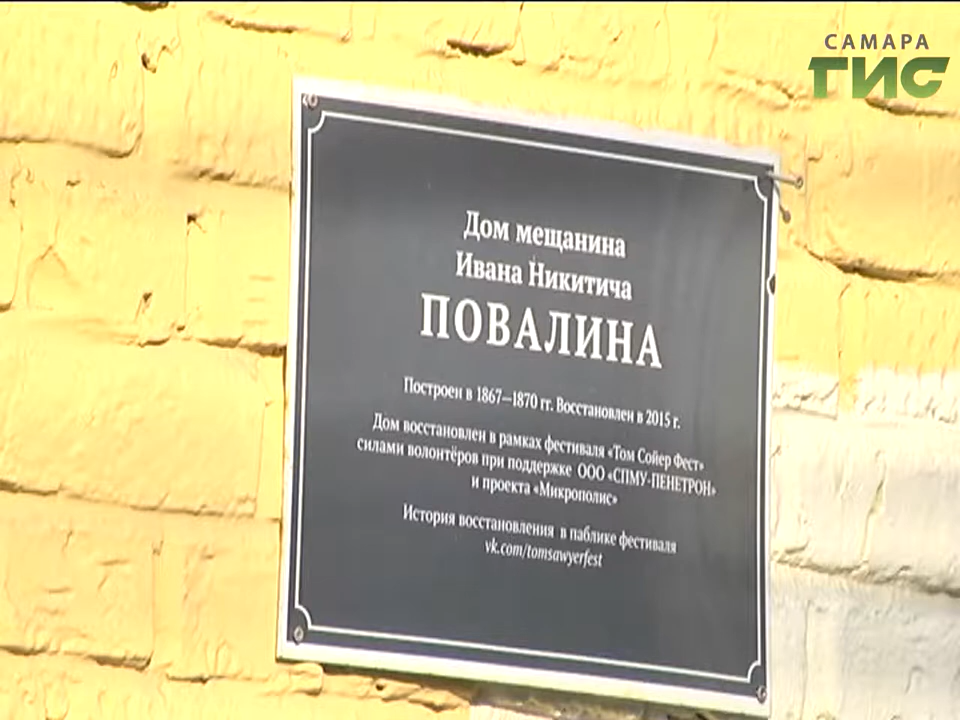 САМАРА
ГИС
Дом мещанина
Ивана Никитича
ПОВАЛИНА
Построен в 1867—1870 гг. Восстановлен в 2015 г.
Дом восстановлен в рамках фестиваля «Том Сойер Фест»
силами волонтёров при поддержке ООО «СПМУ-ПЕНЕТРОН»
и проекта «Микрополис»
История восстановления в паблике фестиваля
vk.com/tomsawyerfest